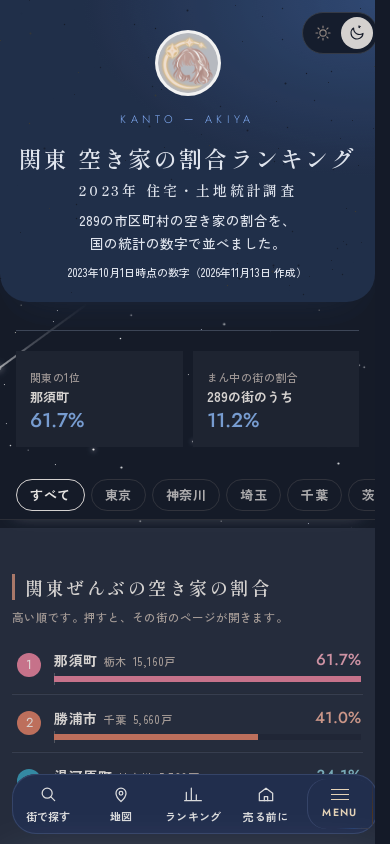 KANTO — AKIYA
関東 空き家の割合ランキング
2023年 住宅・土地統計調査
289の市区町村の空き家の割合を、
国の統計の数字で並べました。
2023年10月1日時点の数字（2026年11月13日 作成）
関東の1位
那須町
61.7%
まん中の街の割合
289の街のうち
11.2%
すべて 東京 神奈川 埼玉 千葉 茨
関東ぜんぶの空き家の割合
高い順です。押すと、その街のページが開きます。
1 那須町 栃木 15,160戸 61.7%
2 勝浦市 千葉 5,660戸 41.0%
街で探す 地図 ランキング 売る前に MENU